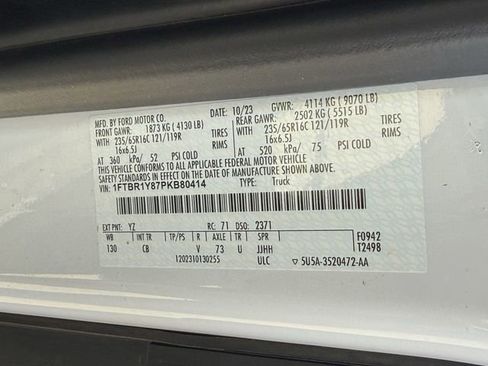 MFD. BY FORD MOTOR CO. DATE: 10/23 GVWR: 4114 KG ( 9070 LB)
FRONT GAWR: 1873 KG ( 4130 LB) REAR GAWR: 2502 KG ( 5515 LB)
WITH 235/65R16C 121/119R TIRES WITH 235/65R16C 121/119R TIRES
16x6.5J RIMS 16x6.5J RIMS
AT 360 kPa/ 52 PSI COLD AT 520 kPa/ 75 PSI COLD
THIS VEHICLE CONFORMS TO ALL APPLICABLE FEDERAL MOTOR VEHICLE
SAFETY STANDARDS IN EFFECT ON THE DATE OF MANUFACTURE SHOWN ABOVE.
VIN: 1FTBR1Y87PKB80414 TYPE: Truck
EXT PNT: YZ RC: 71 DSO: 2371
WB INT TR TP/PS R AXLE TR SPR F0942
130 CB V 73 U JJHH T2498
1202310130255 ULC 5U5A-3520472-AA